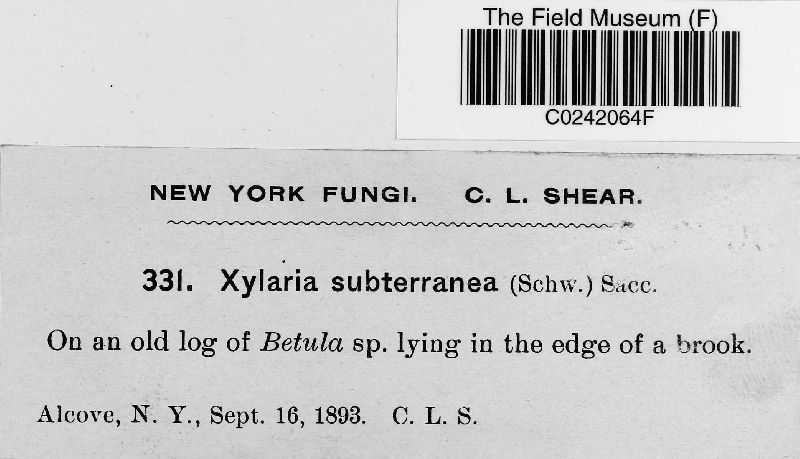 The Field Museum (F)
C0242064F
NEW YORK FUNGI. C. L. SHEAR.
331. Xylaria subterranea (Schw.) Sacc.
On an old log of Betula sp. lying in the edge of a brook.
Alcove, N. Y., Sept. 16, 1893. C. L. S.